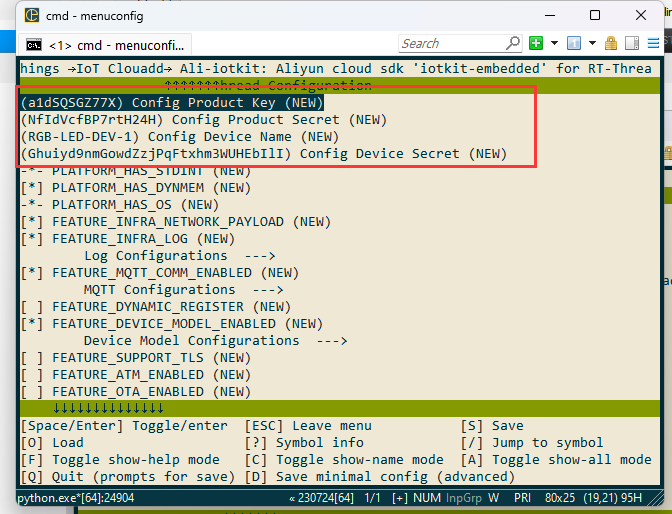 cmd - menuconfig
<1> cmd - menuconfi...
Search
hings →IoT Clouadd→ Ali-iotkit: Aliyun cloud sdk 'iotkit-embedded' for RT-Threa
↑↑↑↑↑↑↑hread Configuration
(a1dSQSGZ77X) Config Product Key (NEW)
(NfIdVcfBP7rtH24H) Config Product Secret (NEW)
(RGB-LED-DEV-1) Config Device Name (NEW)
(Ghuiyd9nmGowdZzjPqFtxhm3WUHEbIlI) Config Device Secret (NEW)
-*- PLATFORM_HAS_STDINT (NEW)
[*] PLATFORM_HAS_DYNMEM (NEW)
-*- PLATFORM_HAS_OS (NEW)
[*] FEATURE_INFRA_NETWORK_PAYLOAD (NEW)
[*] FEATURE_INFRA_LOG (NEW)
Log Configurations --->
[*] FEATURE_MQTT_COMM_ENABLED (NEW)
MQTT Configurations --->
[ ] FEATURE_DYNAMIC_REGISTER (NEW)
[*] FEATURE_DEVICE_MODEL_ENABLED (NEW)
Device Model Configurations --->
[ ] FEATURE_SUPPORT_TLS (NEW)
[ ] FEATURE_ATM_ENABLED (NEW)
[ ] FEATURE_OTA_ENABLED (NEW)
↓↓↓↓↓↓↓↓↓↓↓↓↓↓
[Space/Enter] Toggle/enter [ESC] Leave menu [S] Save
[O] Load [?] Symbol info [/] Jump to symbol
[F] Toggle show-help mode [C] Toggle show-name mode [A] Toggle show-all mode
[Q] Quit (prompts for save) [D] Save minimal config (advanced)
python.exe*[64]:24904 « 230724[64] 1/1 [+] NUM InpGrp W PRI 80x25 (19,21) 95H